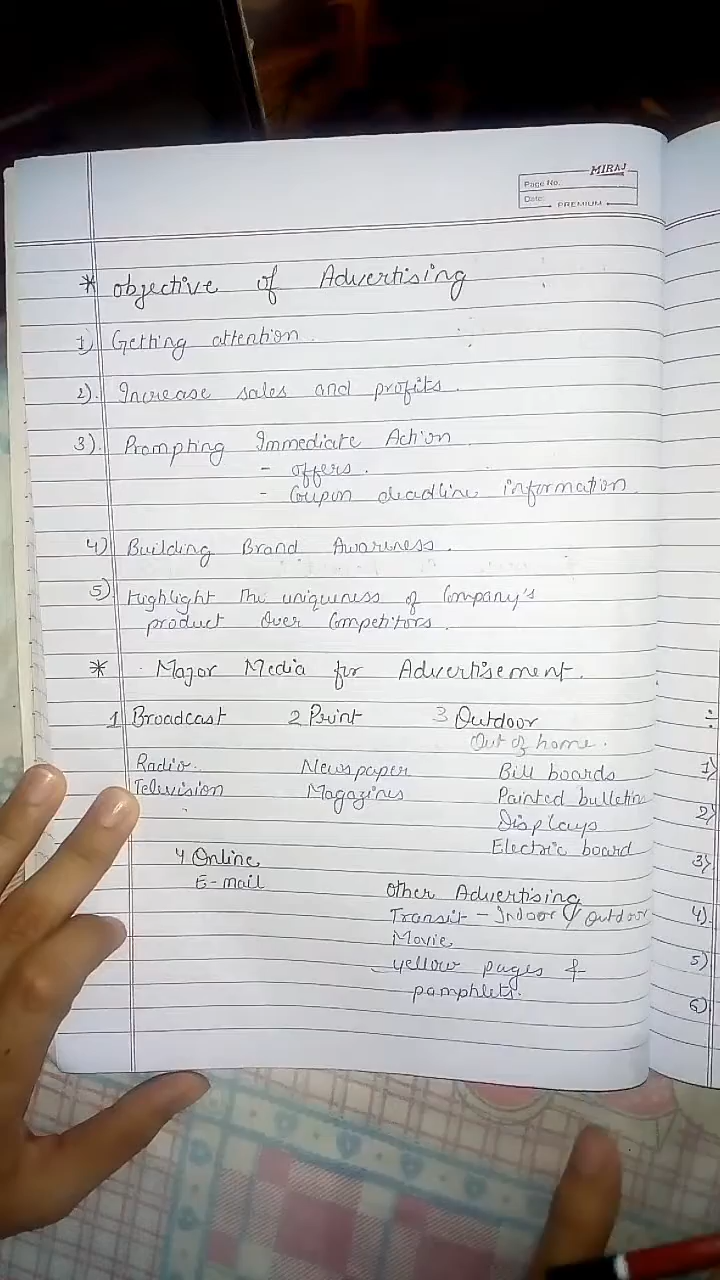 MIRAJ
Page No.
Date:
PREMIUM
* objective of Advertising
1) Getting attention.
2). Increase sales and profits.
3). Prompting Immediate Action
- offers.
- Coupon deadline information
4) Building Brand Awareness.
5) Highlight the uniqueness of Company's
product over Competitors.
* Major Media for Advertisement.
1 Broadcast 2 Print 3 Outdoor
Out of home.
Radio. Newspaper Bill boards
Television Magazines Painted bulletin
Displays
Electric board
4 Online
E-mail
other Advertising
Transit - Indoor / outdoor
Movie
yellow pages &
pamphlets.
÷
1)
2)
3)
4)
5)
6)